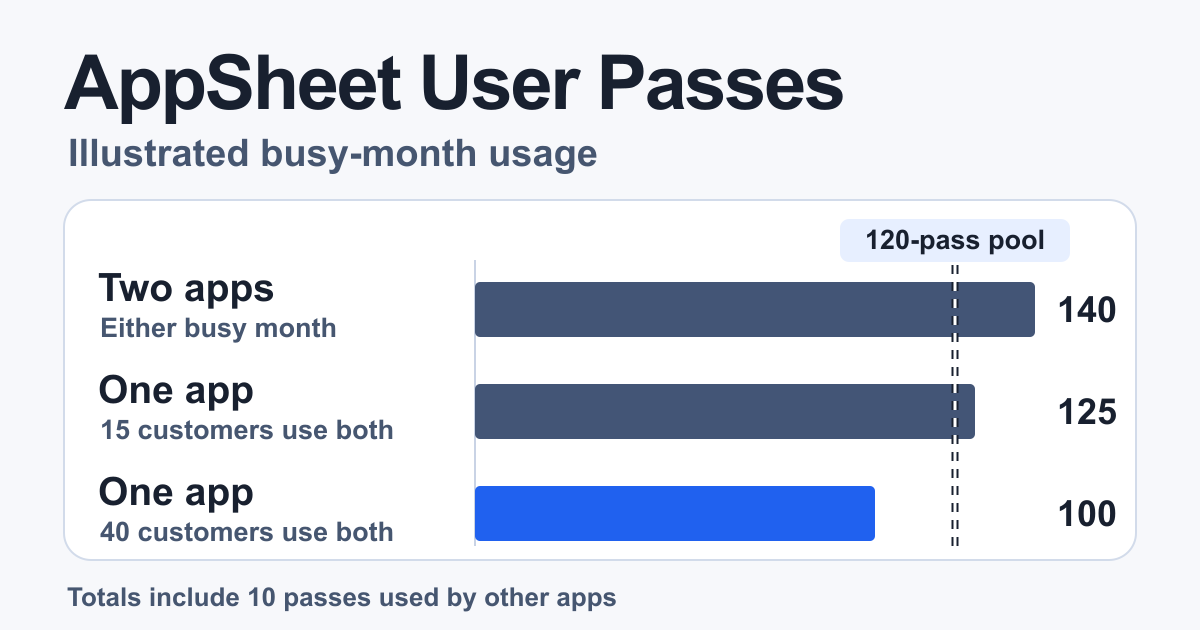 AppSheet User Passes
Illustrated busy-month usage
120-pass pool
Two apps
Either busy month
140
One app
15 customers use both
125
One app
40 customers use both
100
Totals include 10 passes used by other apps